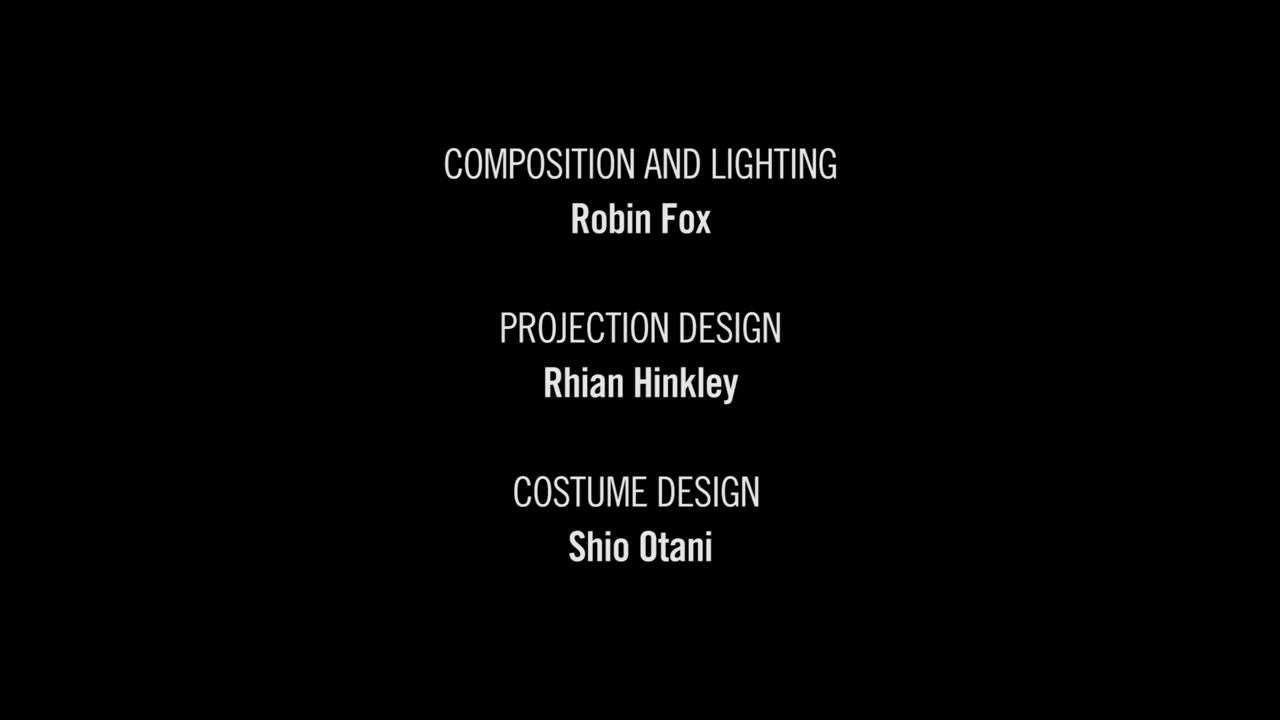 COMPOSITION AND LIGHTING
Robin Fox
PROJECTION DESIGN
Rhian Hinkley
COSTUME DESIGN
Shio Otani